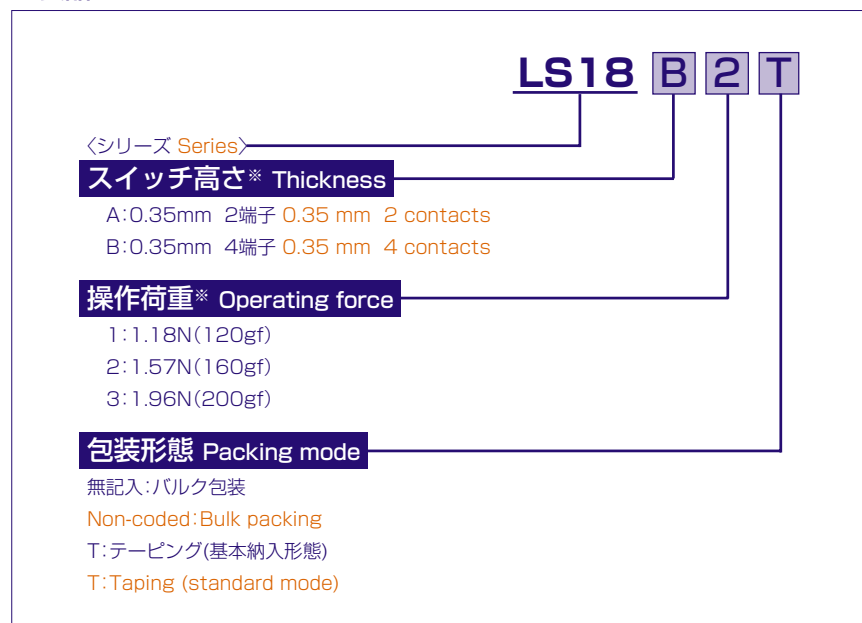 LS18 B 2 T
〈シリーズ Series〉
スイッチ高さ※ Thickness
A:0.35mm 2端子 0.35 mm 2 contacts
B:0.35mm 4端子 0.35 mm 4 contacts
操作荷重※ Operating force
1:1.18N(120gf)
2:1.57N(160gf)
3:1.96N(200gf)
包装形態 Packing mode
無記入:バルク包装
Non-coded:Bulk packing
T:テーピング(基本納入形態)
T:Taping (standard mode)